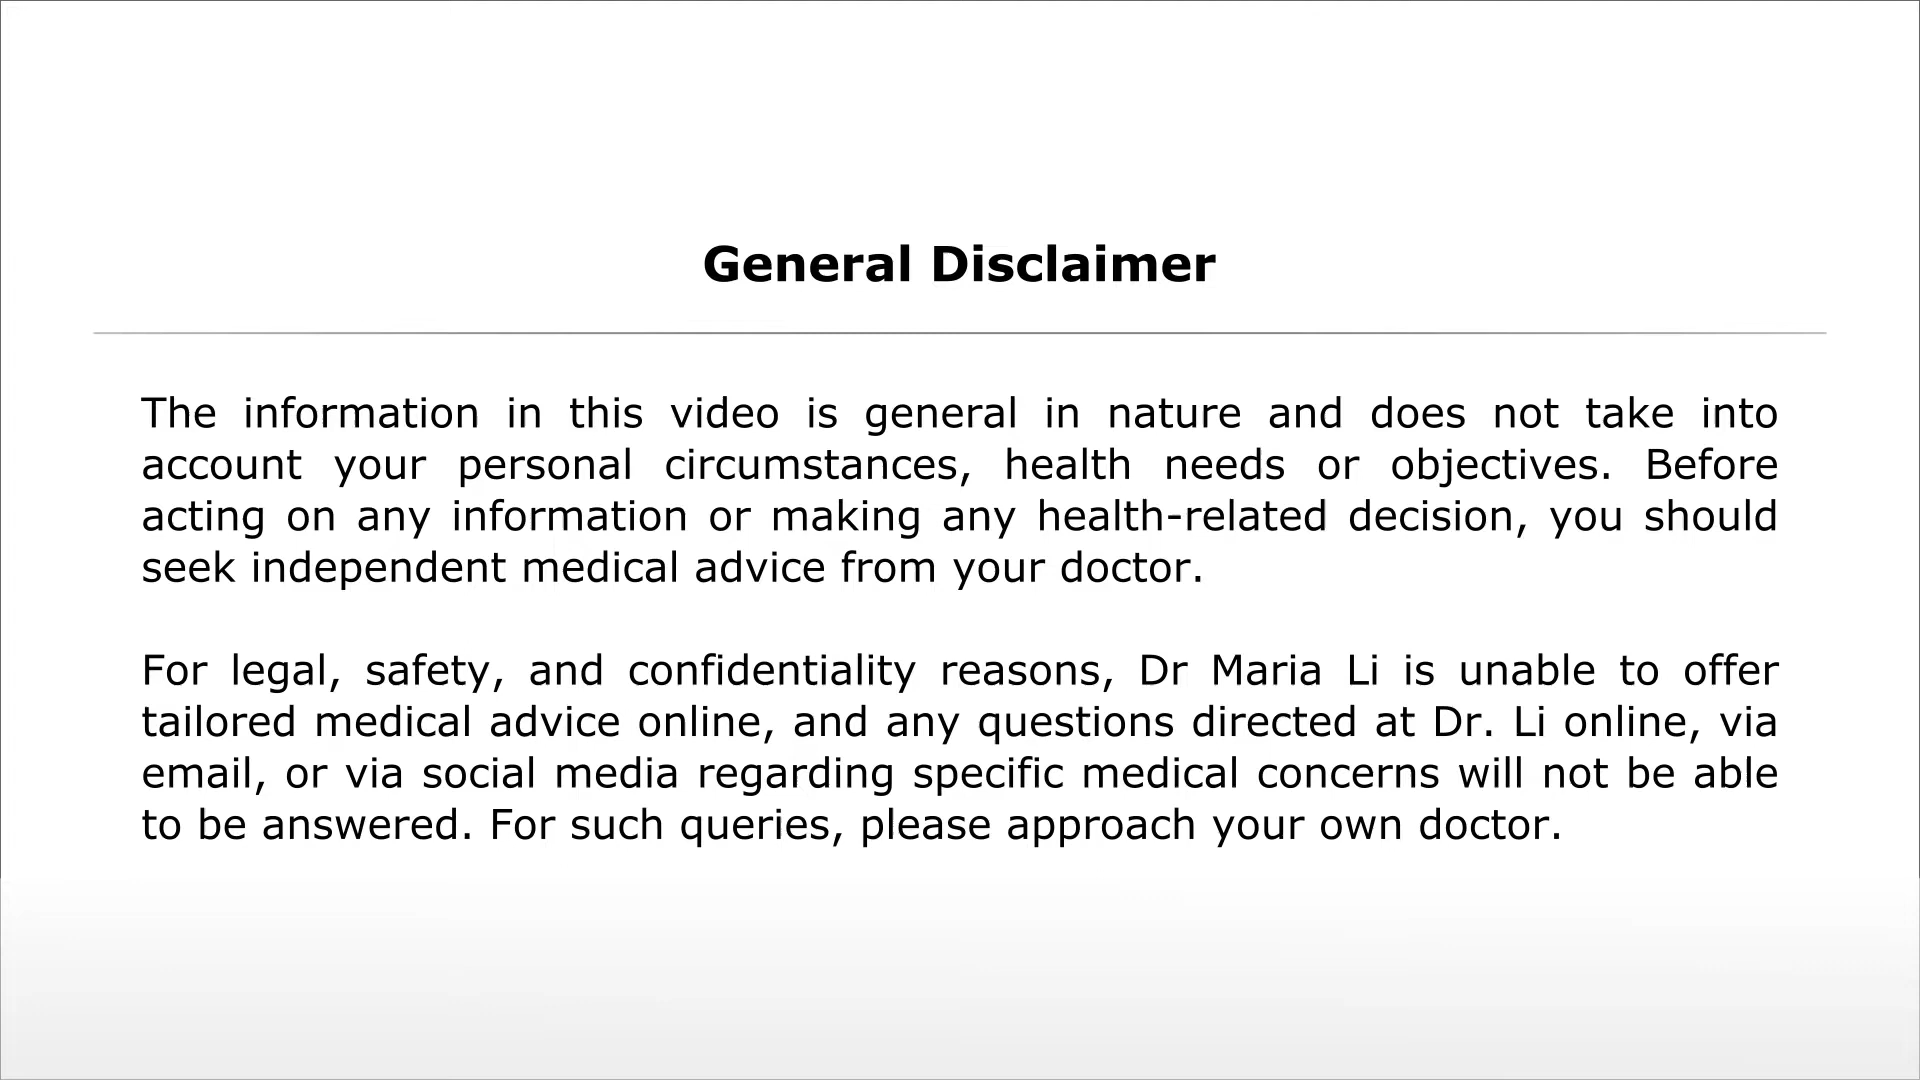 General Disclaimer
The information in this video is general in nature and does not take into
account your personal circumstances, health needs or objectives. Before
acting on any information or making any health-related decision, you should
seek independent medical advice from your doctor.
For legal, safety, and confidentiality reasons, Dr Maria Li is unable to offer
tailored medical advice online, and any questions directed at Dr. Li online, via
email, or via social media regarding specific medical concerns will not be able
to be answered. For such queries, please approach your own doctor.